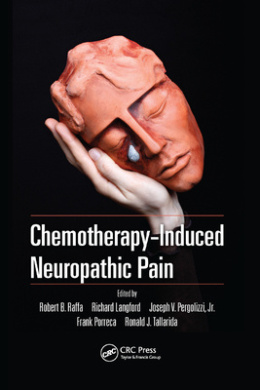 Chemotherapy-Induced
Neuropathic Pain
Edited by
Robert B. Raffa   Richard Langford   Joseph V. Pergolizzi, Jr.
Frank Porreca   Ronald J. Tallarida
CRC Press
Taylor & Francis Group